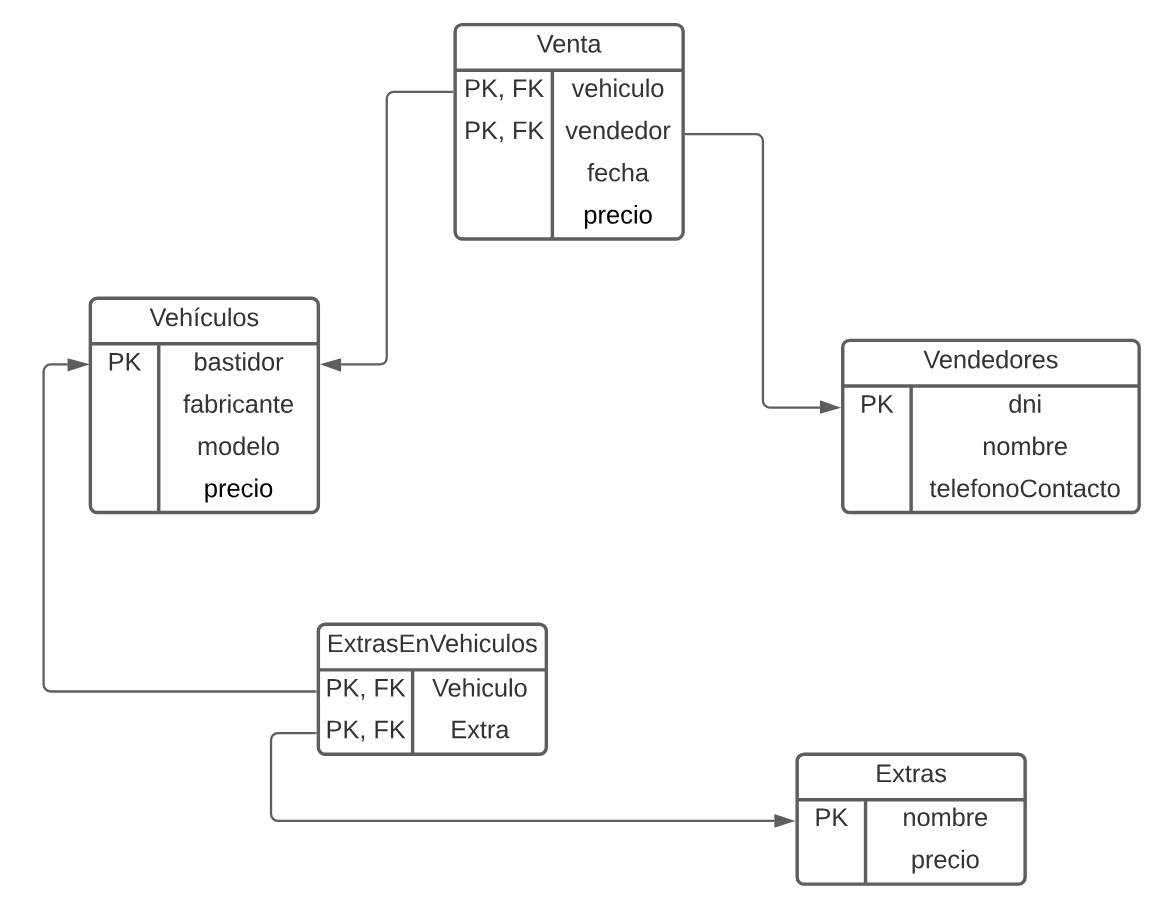 Venta
PK, FK vehiculo
PK, FK vendedor
fecha
precio
Vehículos
PK bastidor
fabricante
modelo
precio
Vendedores
PK dni
nombre
telefonoContacto
ExtrasEnVehiculos
PK, FK Vehiculo
PK, FK Extra
Extras
PK nombre
precio